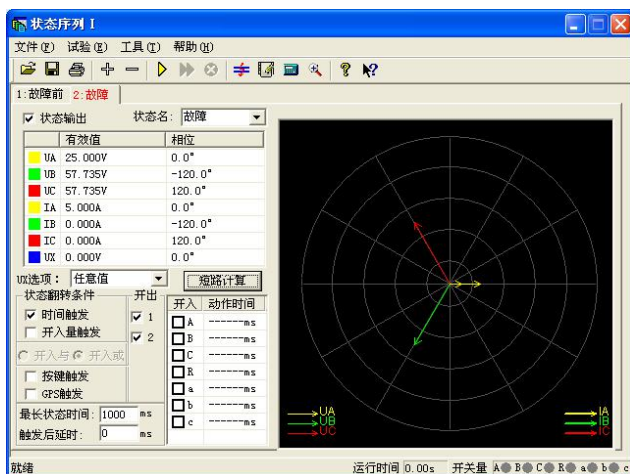 状态序列 I
文件(F) 试验(E) 工具(T) 帮助(H)
1:故障前 2:故障
状态输出 状态名: 故障
有效值 相位
UA 25.000V 0.0°
UB 57.735V -120.0°
UC 57.735V 120.0°
IA 5.000A 0.0°
IB 0.000A -120.0°
IC 0.000A 120.0°
UX 0.000V 0.0°
UX选项: 任意值 短路计算
状态翻转条件 开出 开入 动作时间
时间触发 1 A ------ms
开入量触发 2 B ------ms
开入与 开入或 C ------ms
R ------ms
按键触发 a ------ms
GPS触发 b ------ms
最长状态时间: 1000 ms c ------ms
触发后延时: 0 ms
UA IA
UB IB
UC IC
就绪 运行时间 0.00s 开关量 A B C R a b c